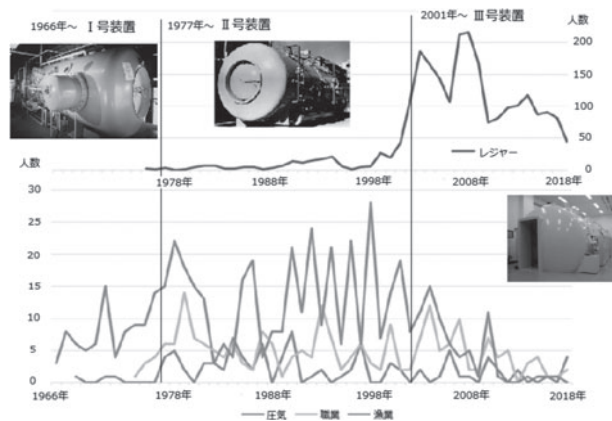 1966年~ Ⅰ号装置
1977年~ Ⅱ号装置
2001年~ Ⅲ号装置
人数
200
150
100
50
0
レジャー
1978年
1988年
1998年
2008年
2018年
人数
30
25
20
15
10
5
0
1966年
1978年
1988年
1998年
2008年
2018年
圧気
職業
漁業